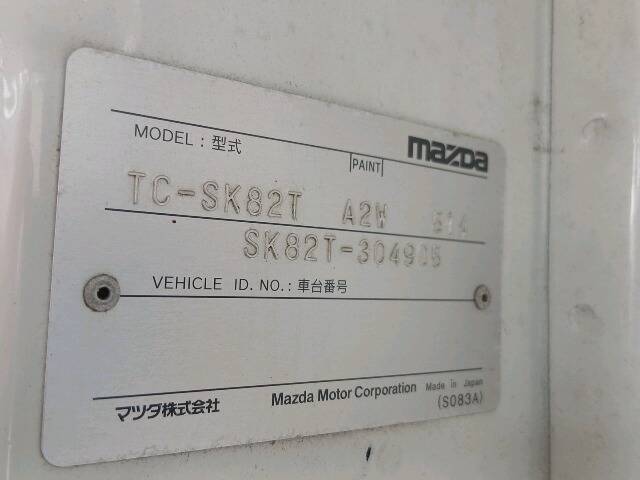 MODEL : 型式
PAINT
mazda
TC-SK82T A2W
SK82T-304905
VEHICLE ID. NO. : 車台番号
マツダ株式会社
Mazda Motor Corporation Made in Japan
(S083A)